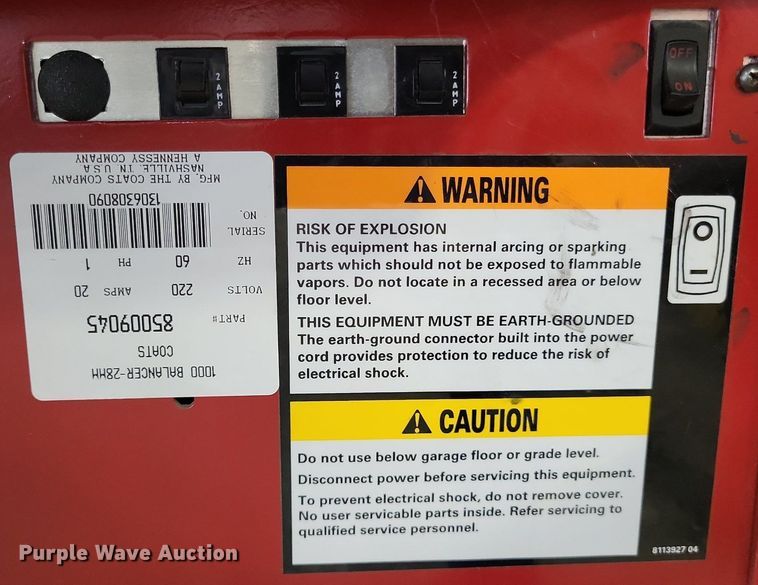 2 AMP
2 AMP
2 AMP
OFF
ON
1000 BALANCER-28MM
COATS
PART# 85009045
VOLTS 220 AMPS 20
HZ 60 PH 1
SERIAL
NO.
1306308090
MFG. BY THE COATS COMPANY
NASHVILLE, TN U S A
A HENNESSY COMPANY
WARNING
RISK OF EXPLOSION
This equipment has internal arcing or sparking
parts which should not be exposed to flammable
vapors. Do not locate in a recessed area or below
floor level.
THIS EQUIPMENT MUST BE EARTH-GROUNDED
The earth-ground connector built into the power
cord provides protection to reduce the risk of
electrical shock.
CAUTION
Do not use below garage floor or grade level.
Disconnect power before servicing this equipment.
To prevent electrical shock, do not remove cover.
No user servicable parts inside. Refer servicing to
qualified service personnel.
8113927 04
Purple Wave Auction